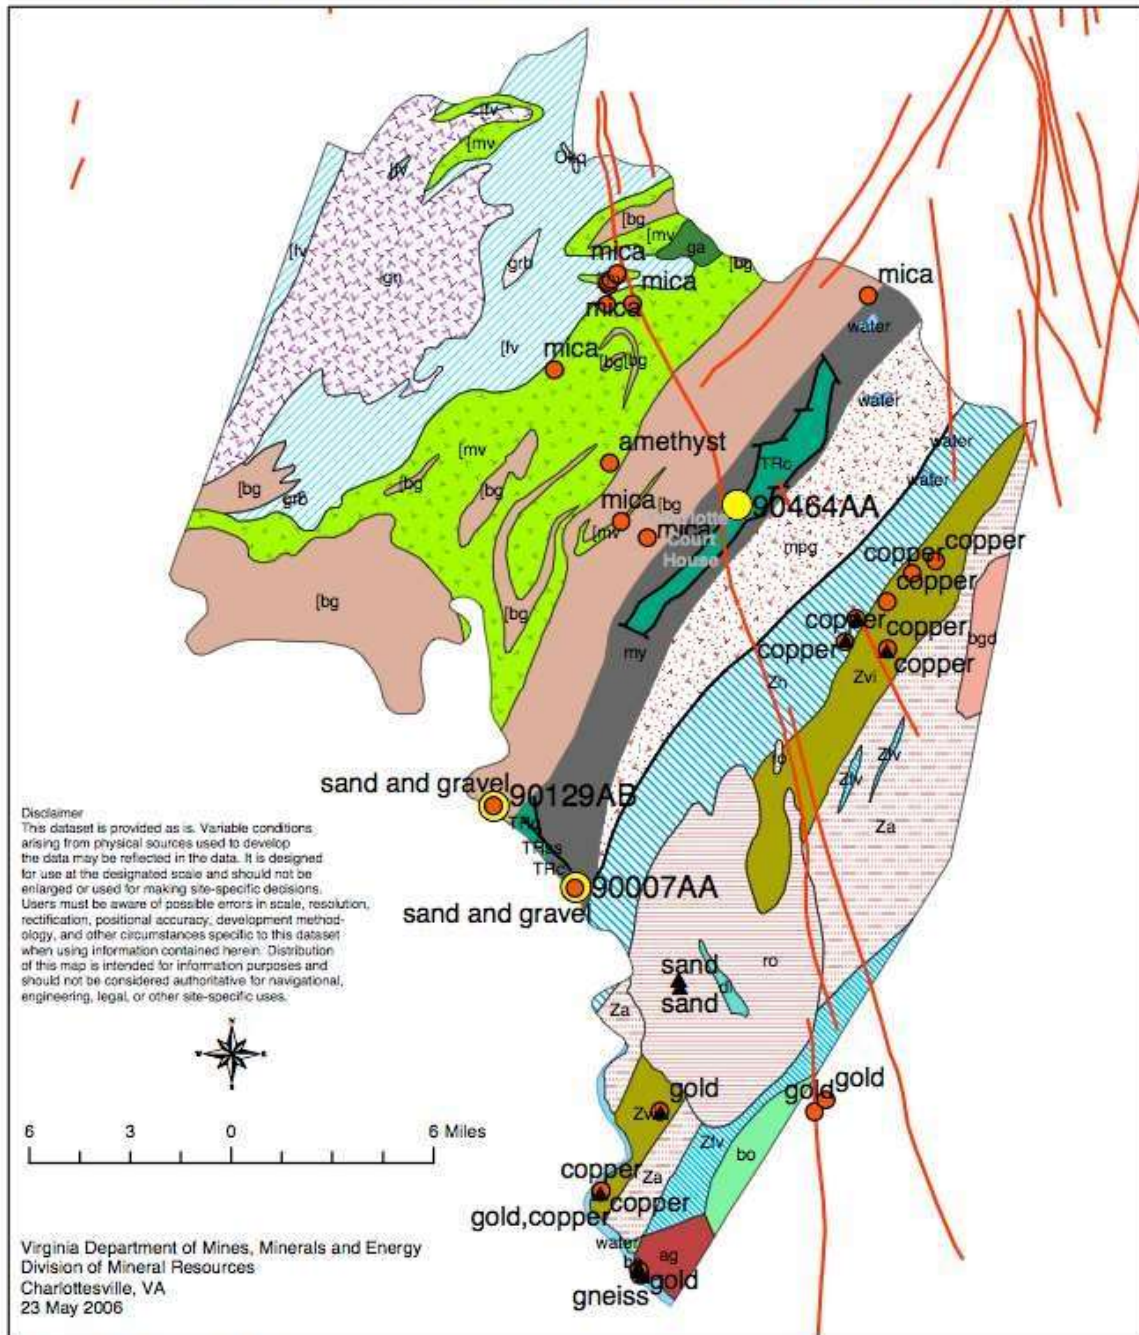 [fv
[mv
[fv
Okq
[bg
[mv
ga
[bg
[fv
gn
grb
mica
mica
mica
mica
water
mica
[fv
[bg
[bg
water
amethyst
[mv
TRc
water
water
[bg
grb
[bg
[bg
mica
[bg
90464AA
[mv
mica
Court
House
mpg
copper
copper
copper
[bg
[bg
copper
copper
copper
copper
bgd
my
Zh
Zvi
ro
Zfv
Zfv
sand and gravel
90129AB
Za
TRc
90007AA
sand and gravel
Disclaimer
This dataset is provided as is. Variable conditions
arising from physical sources used to develop
the data may be reflected in the data. It is designed
for use at the designated scale and should not be
enlarged or used for making site-specific decisions.
Users must be aware of possible errors in scale, resolution,
rectification, positional accuracy, development method-
ology, and other circumstances specific to this dataset
when using information contained herein. Distribution
of this map is intended for information purposes and
should not be considered authoritative for navigational,
engineering, legal, or other site-specific uses.
sand
ro
sand
Za
gold
gold
gold
6 3 0 6 Miles
Zfv
bo
Za
copper
copper
gold,copper
water
ag
gold
gneiss
Virginia Department of Mines, Minerals and Energy
Division of Mineral Resources
Charlottesville, VA
23 May 2006